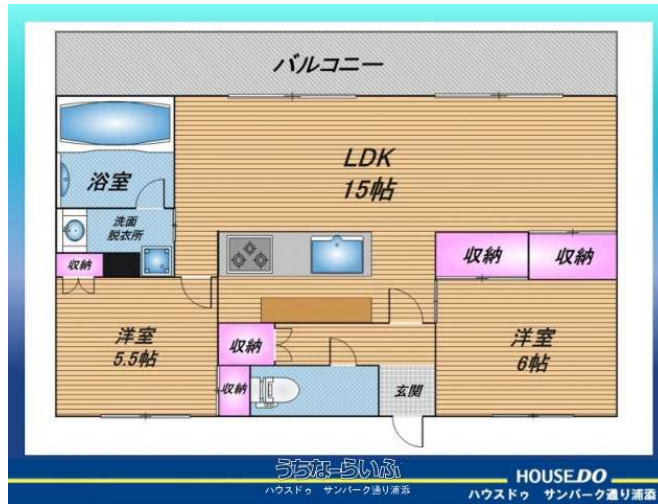 バルコニー
LDK
15帖
浴室
洗面
脱衣所
収納
収納
収納
洋室
5.5帖
収納
収納
玄関
洋室
6帖
うちなーらいふ
ハウスドゥ サンパーク通り浦添
HOUSE.DO
ハウスドゥ サンパーク通り浦添